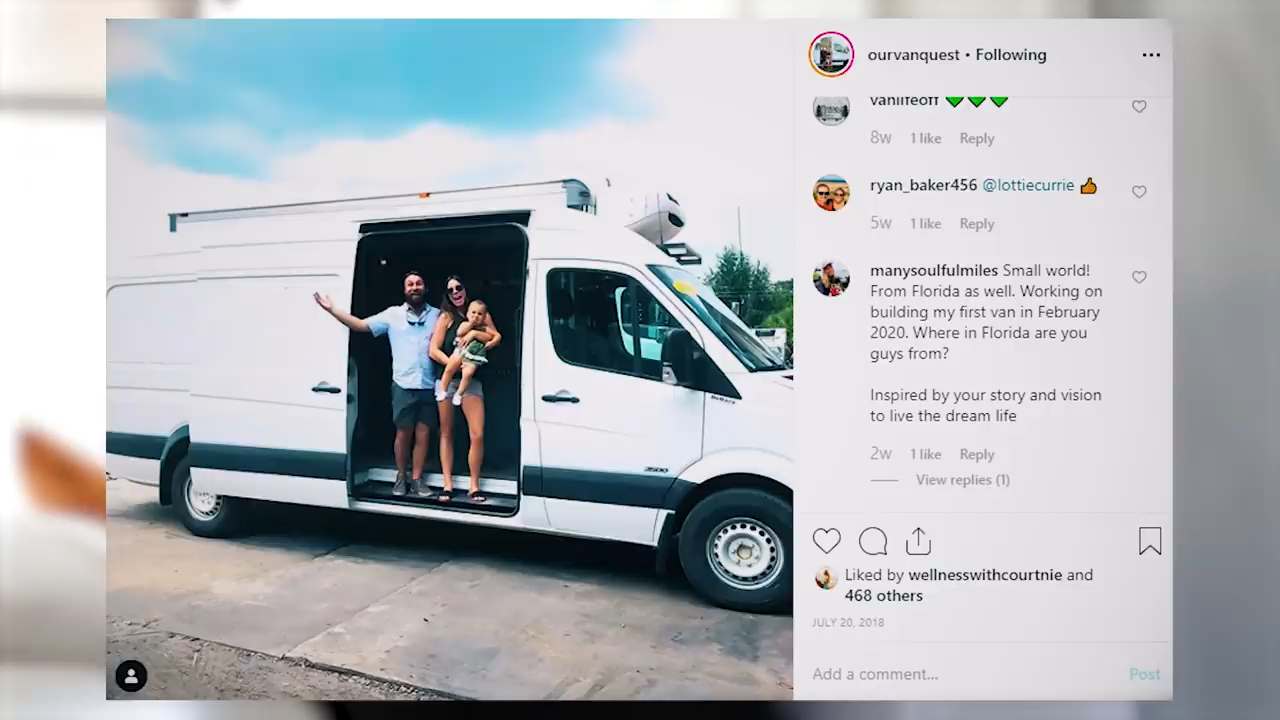 ourvanquest • Following
vanlifeoff 💚💚💚
8w 1 like Reply
ryan_baker456 @lottiecurrie 👍
5w 1 like Reply
manysoulfulmiles Small world!
From Florida as well. Working on
building my first van in February
2020. Where in Florida are you
guys from?
Inspired by your story and vision
to live the dream life
2w 1 like Reply
View replies (1)
Liked by wellnesswithcourtnie and
468 others
JULY 20, 2018
Add a comment... Post
2500